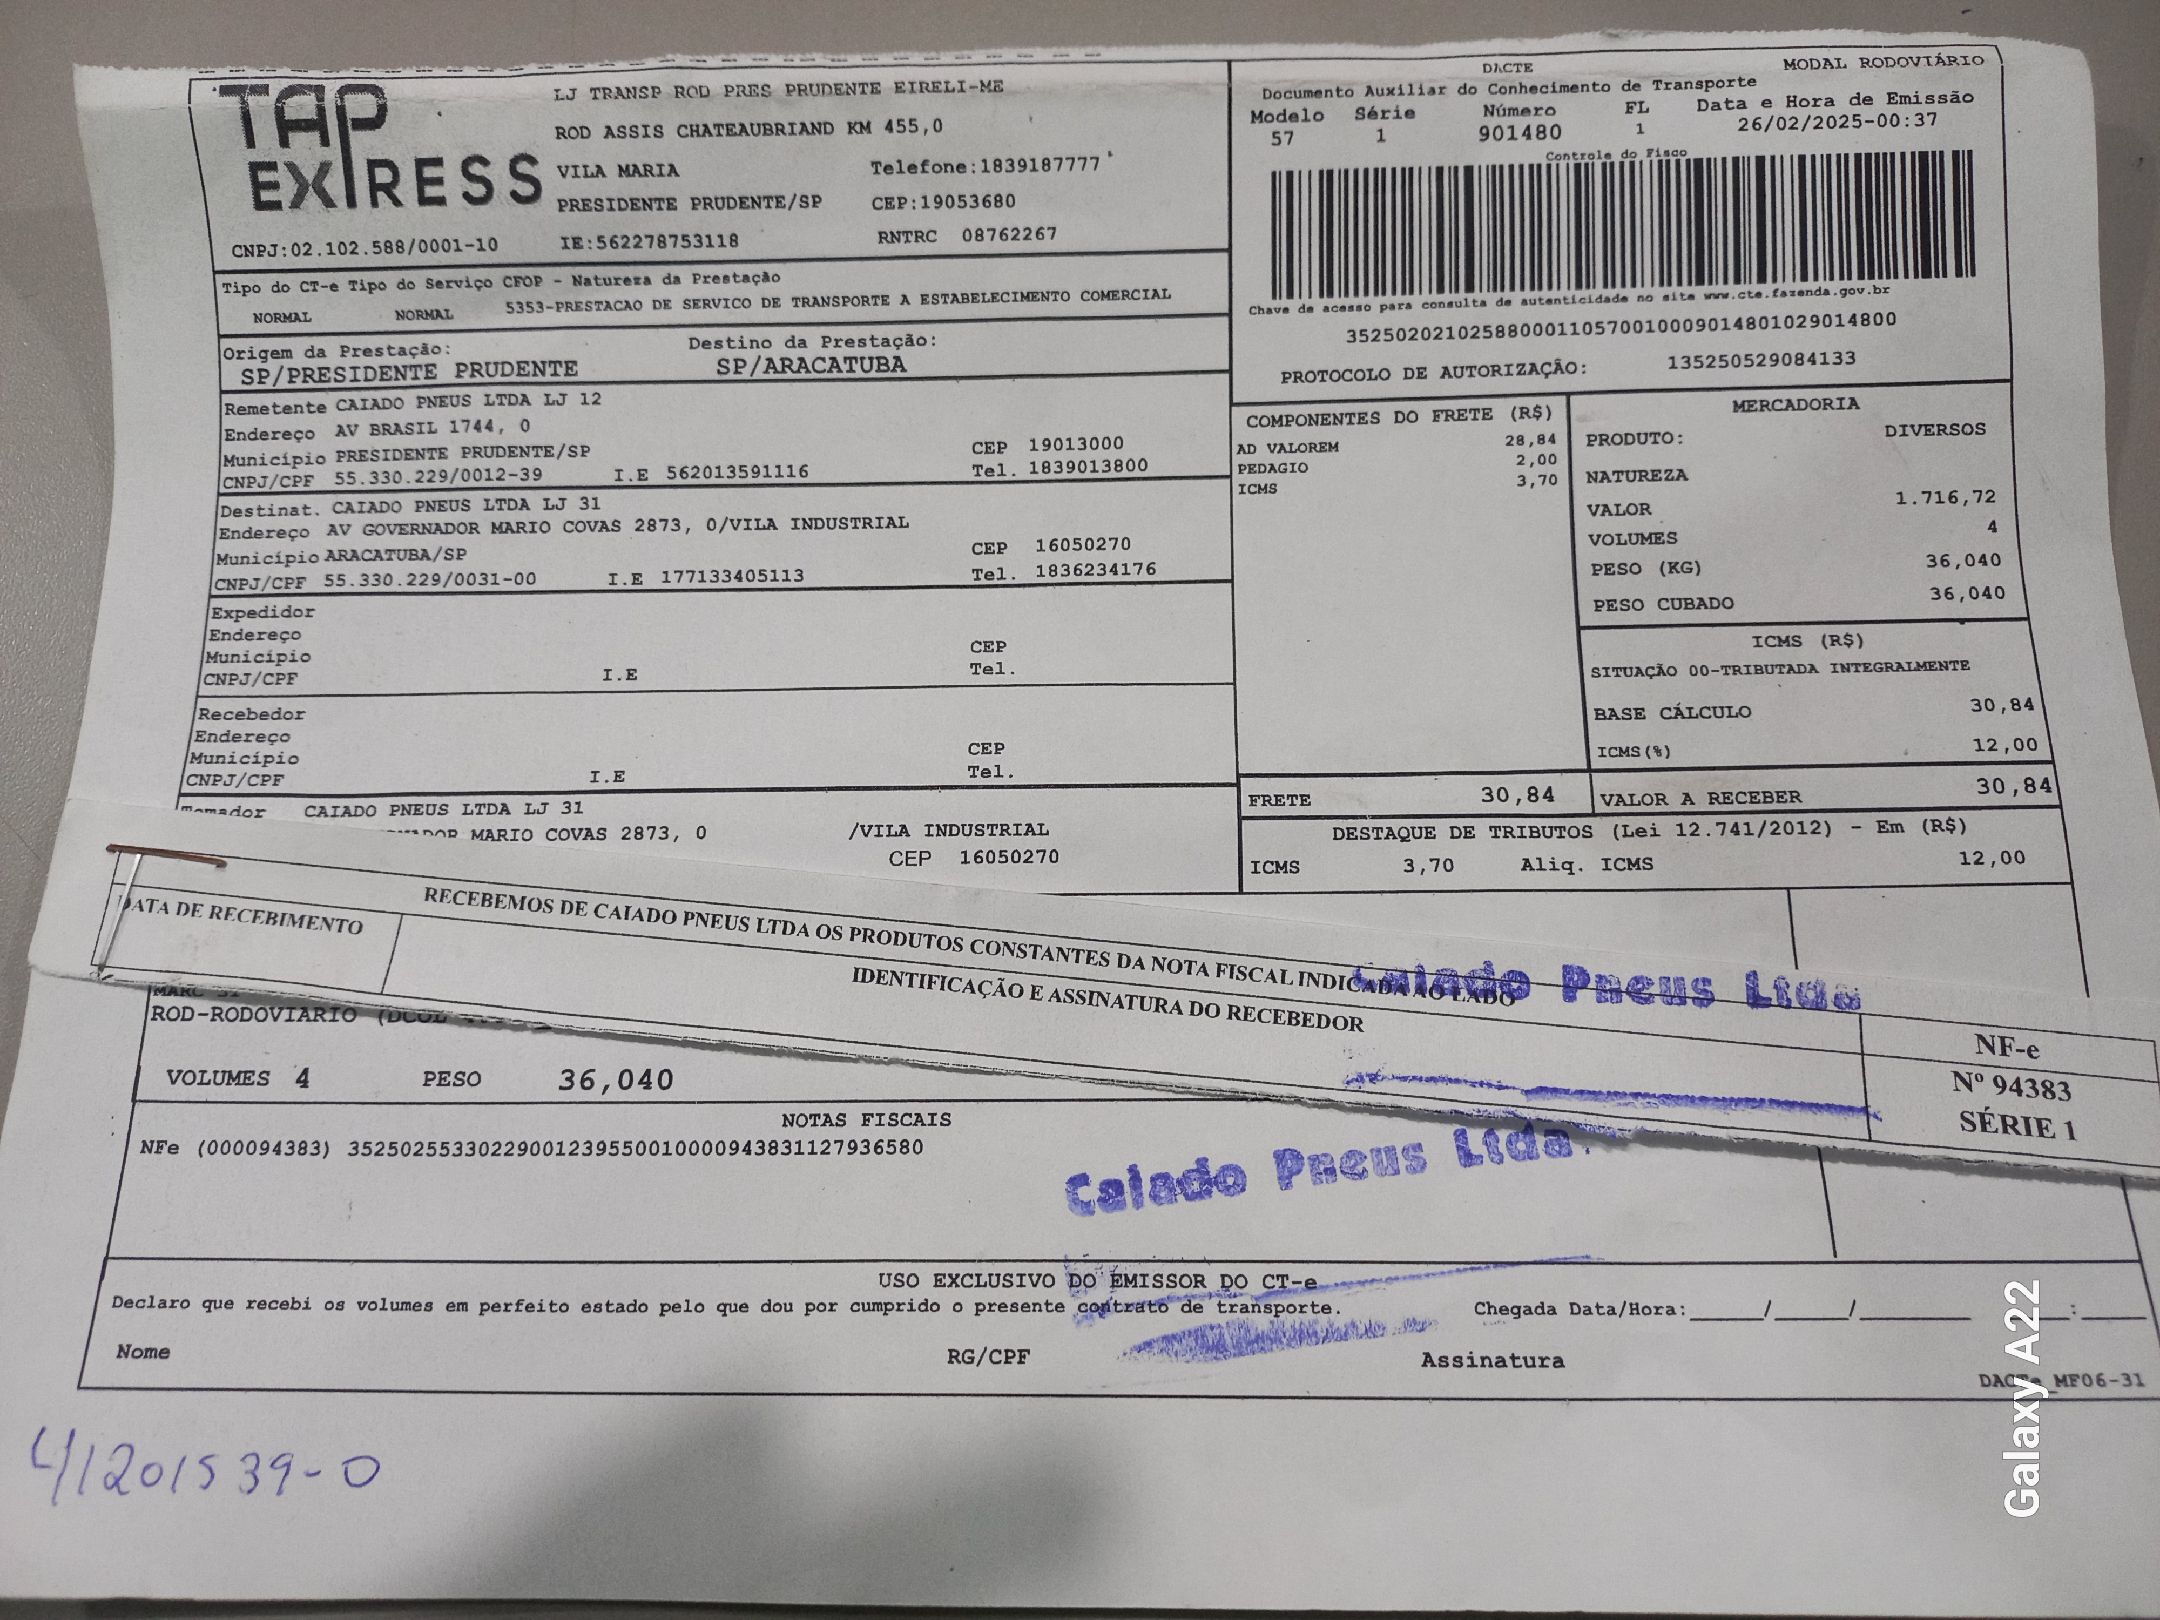 TAP
EXPRESS
LJ TRANSP ROD PRES PRUDENTE EIRELI-ME
ROD ASSIS CHATEAUBRIAND KM 455,0
VILA MARIA Telefone:1839187777
PRESIDENTE PRUDENTE/SP CEP:19053680
CNPJ:02.102.588/0001-10 IE:562278753118 RNTRC 08762267
DACTE MODAL RODOVIÁRIO
Documento Auxiliar do Conhecimento de Transporte
Modelo Série Número FL Data e Hora de Emissão
57 1 901480 1 26/02/2025-00:37
Controle do Fisco
Chave de acesso para consulta de autenticidade no site www.cte.fazenda.gov.br
35250202102588000110570010009014801029014800
PROTOCOLO DE AUTORIZAÇÃO: 135250529084133
Tipo do CT-e Tipo do Serviço CFOP - Natureza da Prestação
NORMAL NORMAL 5353-PRESTACAO DE SERVICO DE TRANSPORTE A ESTABELECIMENTO COMERCIAL
Origem da Prestação: Destino da Prestação:
SP/PRESIDENTE PRUDENTE SP/ARACATUBA
Remetente CAIADO PNEUS LTDA LJ 12
Endereço AV BRASIL 1744, 0
Município PRESIDENTE PRUDENTE/SP CEP 19013000
CNPJ/CPF 55.330.229/0012-39 I.E 562013591116 Tel. 1839013800
Destinat. CAIADO PNEUS LTDA LJ 31
Endereço AV GOVERNADOR MARIO COVAS 2873, 0/VILA INDUSTRIAL
Município ARACATUBA/SP CEP 16050270
CNPJ/CPF 55.330.229/0031-00 I.E 177133405113 Tel. 1836234176
Expedidor
Endereço
Município CEP
CNPJ/CPF I.E Tel.
Recebedor
Endereço
Município CEP
CNPJ/CPF I.E Tel.
Tomador CAIADO PNEUS LTDA LJ 31
MARIO COVAS 2873, 0 /VILA INDUSTRIAL
CEP 16050270
COMPONENTES DO FRETE (R$)
AD VALOREM 28,84
PEDAGIO 2,00
ICMS 3,70
MERCADORIA
PRODUTO: DIVERSOS
NATUREZA
VALOR 1.716,72
VOLUMES 4
PESO (KG) 36,040
PESO CUBADO 36,040
ICMS (R$)
SITUAÇÃO 00-TRIBUTADA INTEGRALMENTE
BASE CÁLCULO 30,84
ICMS(%) 12,00
FRETE 30,84 VALOR A RECEBER 30,84
DESTAQUE DE TRIBUTOS (Lei 12.741/2012) - Em (R$)
ICMS 3,70 Aliq. ICMS 12,00
RECEBEMOS DE CAIADO PNEUS LTDA OS PRODUTOS CONSTANTES DA NOTA FISCAL INDICADA AO LADO
DATA DE RECEBIMENTO IDENTIFICAÇÃO E ASSINATURA DO RECEBEDOR
Caiado Pneus Ltda
NF-e
Nº 94383
SÉRIE 1
MARC 31
ROD-RODOVIARIO
VOLUMES 4 PESO 36,040
NOTAS FISCAIS
NFe (000094383) 35250255330229001239550010000943831127936580
Caiado Pneus Ltda.
USO EXCLUSIVO DO EMISSOR DO CT-e
Declaro que recebi os volumes em perfeito estado pelo que dou por cumprido o presente contrato de transporte. Chegada Data/Hora:____/____/____ __:__
Nome RG/CPF Assinatura
DACTe_MF06-31
4/201539-0
Galaxy A22